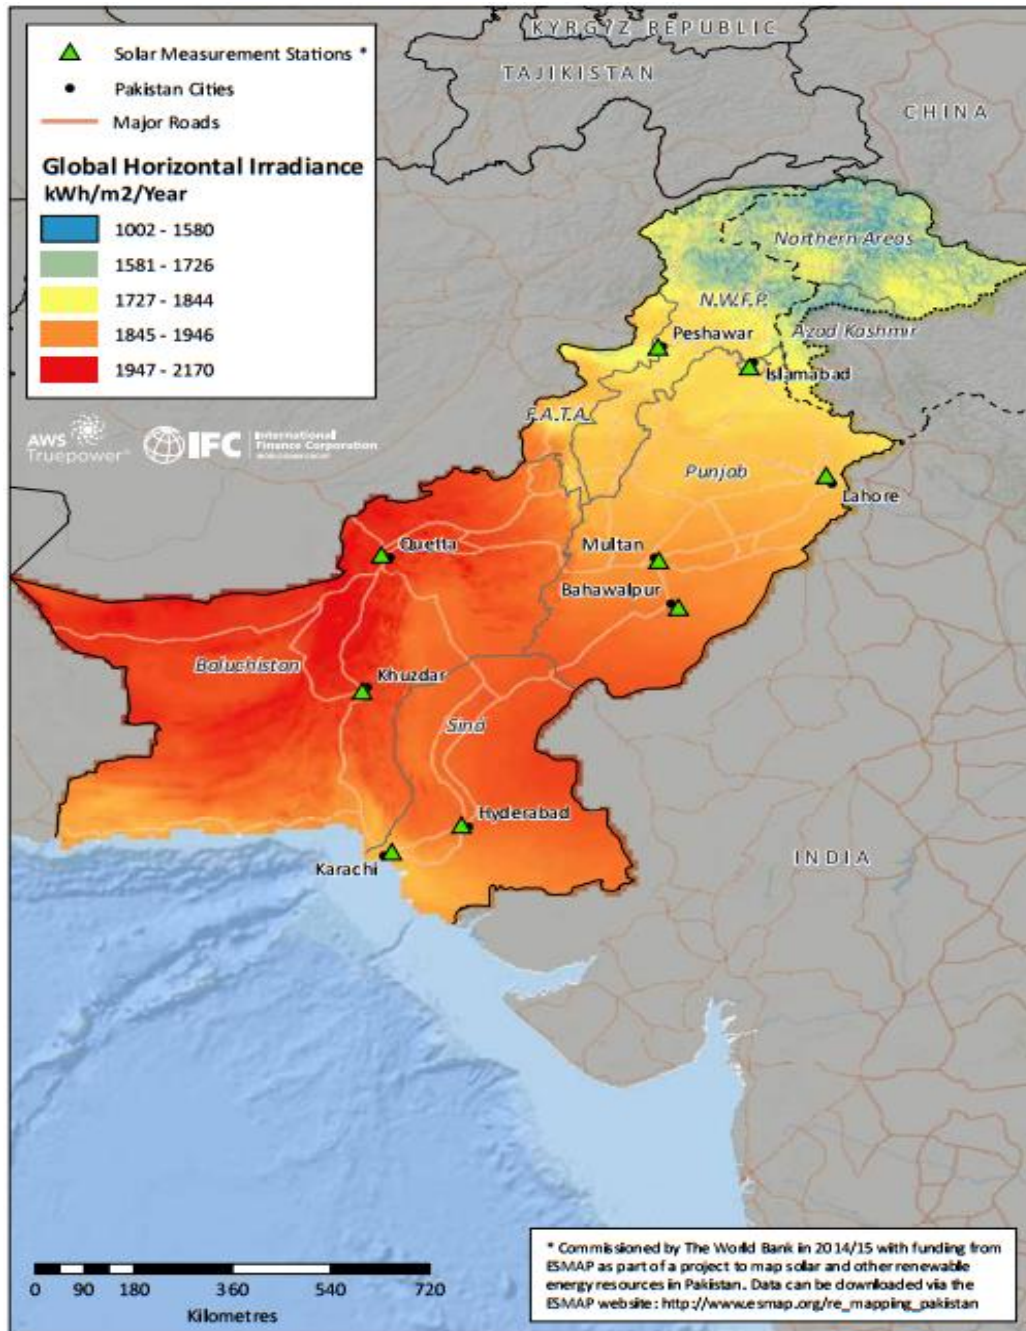 Solar Measurement Stations *
Pakistan Cities
Major Roads
Global Horizontal Irradiance
kWh/m2/Year
1002 - 1580
1581 - 1726
1727 - 1844
1845 - 1946
1947 - 2170
AWS
Truepower
IFC
International
Finance Corporation
KYRGYZ REPUBLIC
TAJIKISTAN
CHINA
Northern Areas
N.W.F.P.
Azad Kashmir
Peshawar
Islamabad
F.A.T.A.
Punjab
Lahore
Quetta
Multan
Bahawalpur
Baluchistan
Khuzdar
Sind
Hyderabad
Karachi
INDIA
0 90 180 360 540 720
Kilometres
* Commissioned by The World Bank in 2014/15 with funding from
ESMAP as part of a project to map solar and other renewable
energy resources in Pakistan. Data can be downloaded via the
ESMAP website: http://www.esmap.org/re_mapping_pakistan